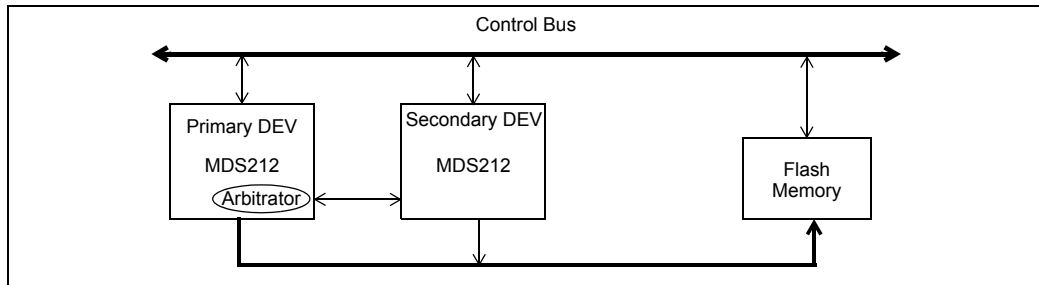 Control Bus
Primary DEV
MDS212
Arbitrator
Secondary DEV
MDS212
Flash
Memory